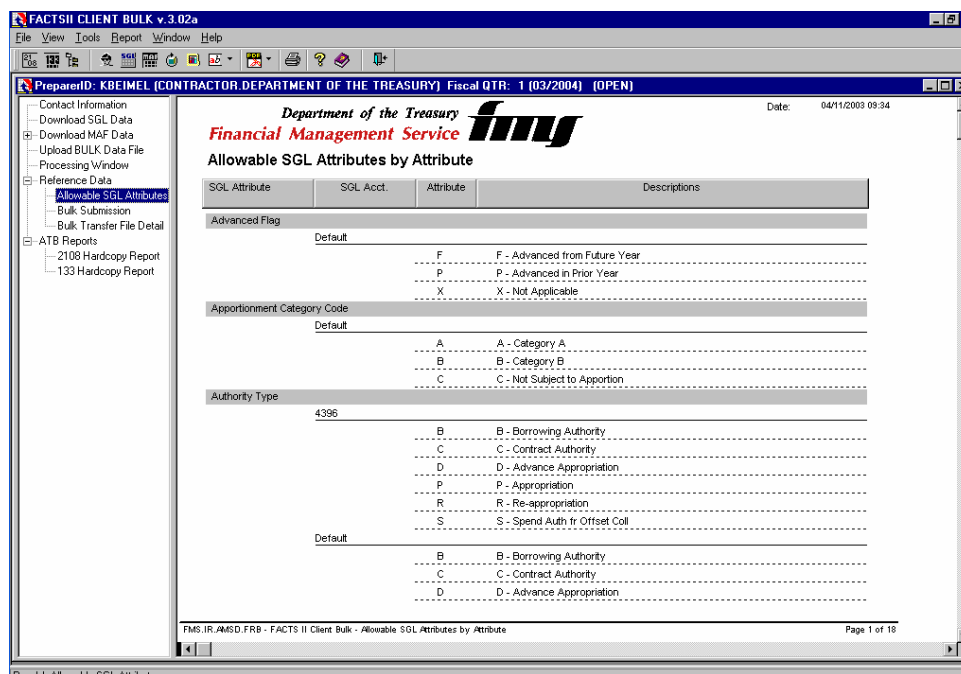 FACTSII CLIENT BULK v.3.02a
File View Tools Report Window Help
PreparerID: KBEIMEL (CONTRACTOR.DEPARTMENT OF THE TREASURY) Fiscal QTR: 1 (03/2004) (OPEN)
Contact Information
Download SGL Data
Download MAF Data
Upload BULK Data File
Processing Window
Reference Data
Allowable SGL Attributes
Bulk Submission
Bulk Transfer File Detail
ATB Reports
2108 Hardcopy Report
133 Hardcopy Report
Department of the Treasury
Financial Management Service
fms
Date: 04/11/2003 09:34
Allowable SGL Attributes by Attribute
SGL Attribute SGL Acct. Attribute Descriptions
Advanced Flag
Default
F F - Advanced from Future Year
P P - Advanced in Prior Year
X X - Not Applicable
Apportionment Category Code
Default
A A - Category A
B B - Category B
C C - Not Subject to Apportion
Authority Type
4396
B B - Borrowing Authority
C C - Contract Authority
D D - Advance Appropriation
P P - Appropriation
R R - Re-appropriation
S S - Spend Auth fr Offset Coll
Default
B B - Borrowing Authority
C C - Contract Authority
D D - Advance Appropriation
FMS.IR.AMSD.FRB - FACTS II Client Bulk - Allowable SGL Attributes by Attribute Page 1 of 18